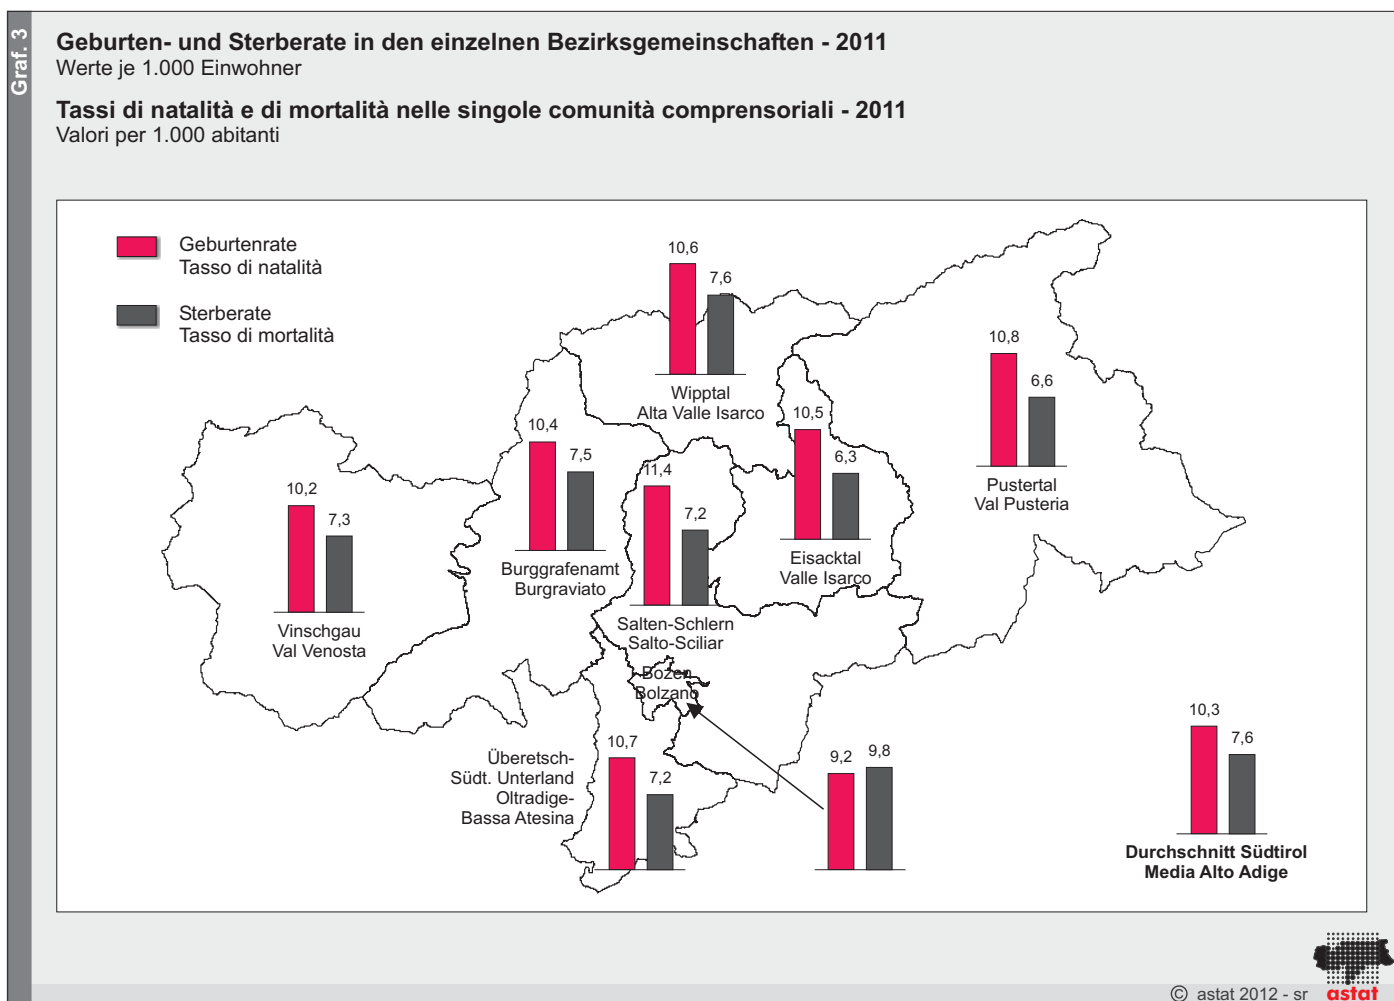 Graf. 3
Geburten- und Sterberate in den einzelnen Bezirksgemeinschaften - 2011
Werte je 1.000 Einwohner
Tassi di natalità e di mortalità nelle singole comunità comprensoriali - 2011
Valori per 1.000 abitanti
Geburtenrate
Tasso di natalità
Sterberate
Tasso di mortalità
10,6
7,6
Wipptal
Alta Valle Isarco
10,8
6,6
Pustertal
Val Pusteria
10,5
6,3
Eisacktal
Valle Isarco
10,4
7,5
Burggrafenamt
Burgraviato
11,4
7,2
Salten-Schlern
Salto-Sciliar
10,2
7,3
Vinschgau
Val Venosta
Bozen
Bolzano
9,2
9,8
10,7
7,2
Überetsch-
Südt. Unterland
Oltradige-
Bassa Atesina
10,3
7,6
Durchschnitt Südtirol
Media Alto Adige
© astat 2012 - sr
astat